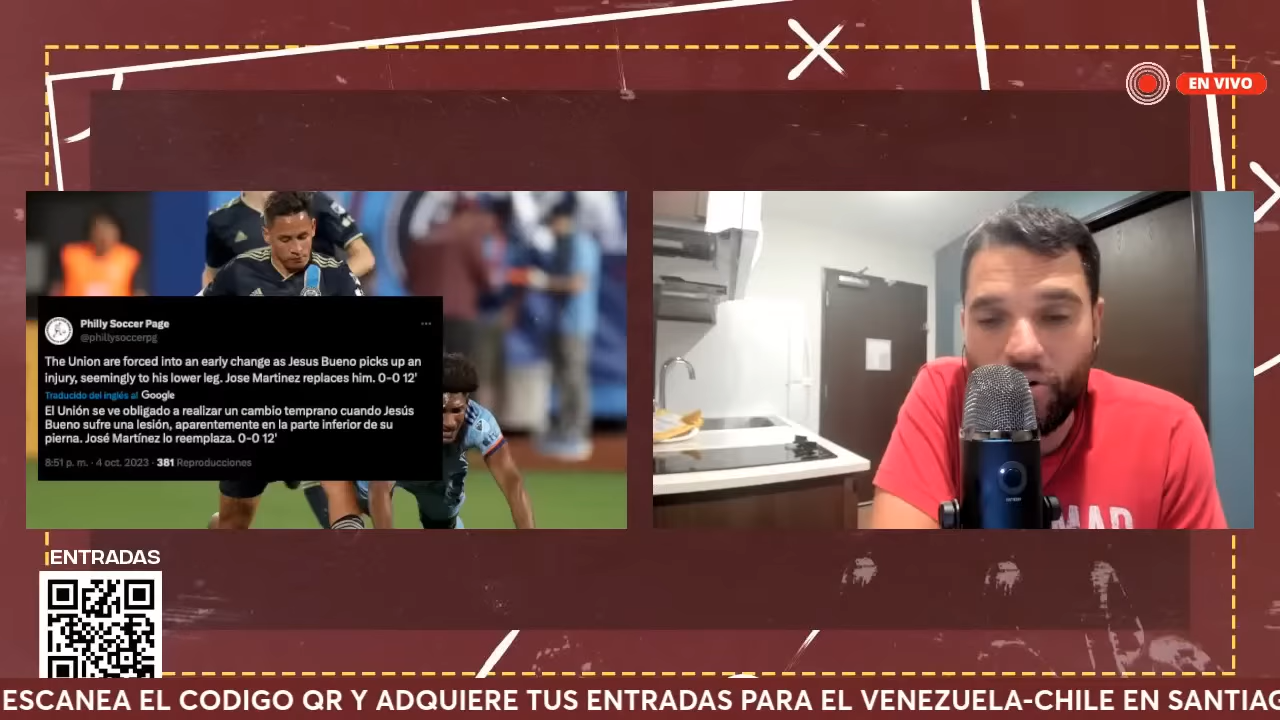 EN VIVO
Philly Soccer Page
@phillysoccerpg
The Union are forced into an early change as Jesus Bueno picks up an
injury, seemingly to his lower leg. Jose Martinez replaces him. 0-0 12'
Traducido del inglés al Google
El Unión se ve obligado a realizar un cambio temprano cuando Jesús
Bueno sufre una lesión, aparentemente en la parte inferior de su
pierna. José Martínez lo reemplaza. 0-0 12'
8:51 p. m. · 4 oct. 2023 · 381 Reproducciones
MAR
ENTRADAS
ESCANEA EL CODIGO QR Y ADQUIERE TUS ENTRADAS PARA EL VENEZUELA-CHILE EN SANTIAG